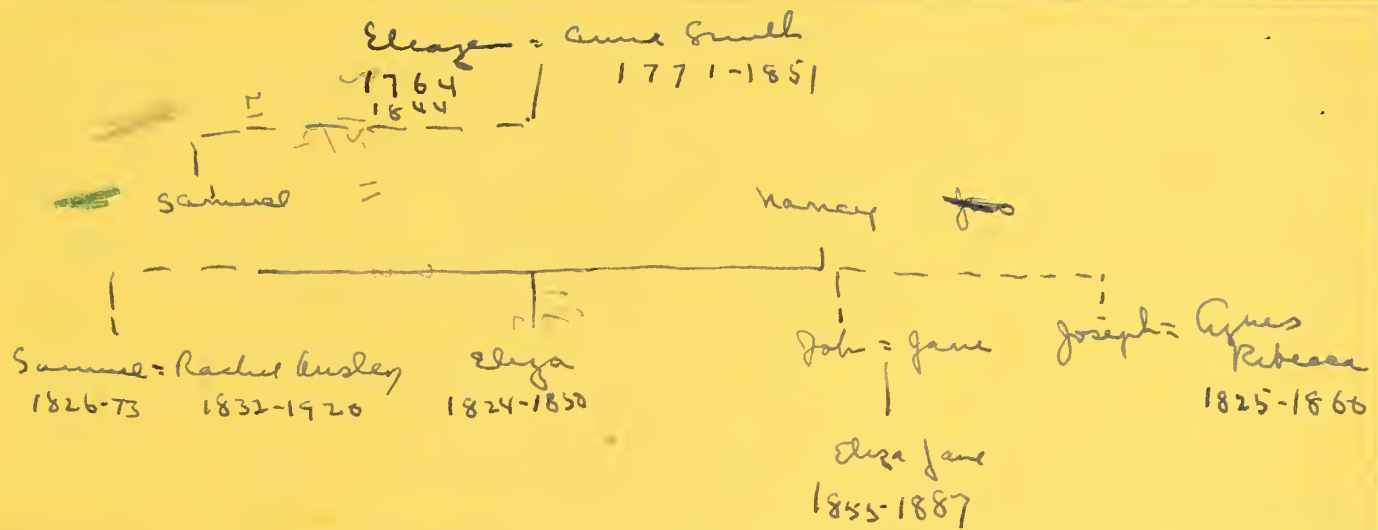 Eleazer = Anne Smith
1764 1771-1851
1844
Samuel = Nancy
Samuel = Rachel Ansley Eliza John = Jane Joseph = Agnes
Rebecca
1826-73 1832-1920 1824-1850 1825-1860
Eliza Jane
1855-1887